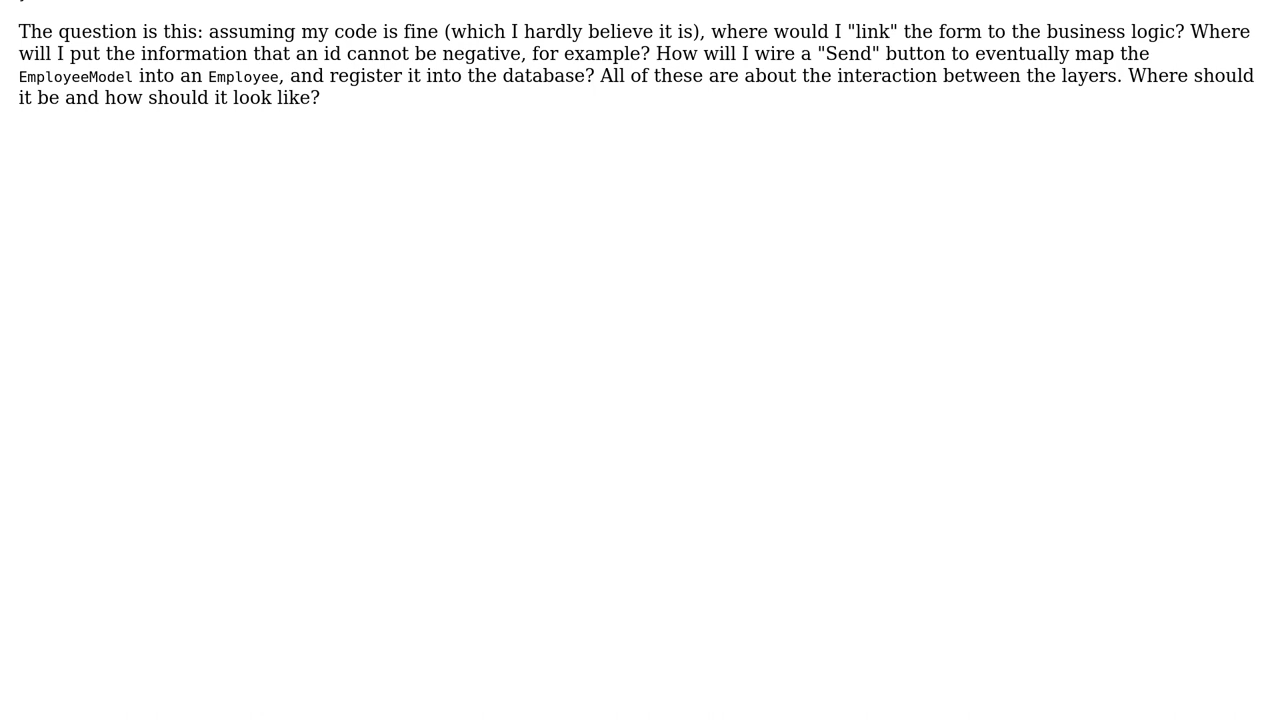 The question is this: assuming my code is fine (which I hardly believe it is), where would I "link" the form to the business logic? Where
will I put the information that an id cannot be negative, for example? How will I wire a "Send" button to eventually map the
EmployeeModel into an Employee, and register it into the database? All of these are about the interaction between the layers. Where should
it be and how should it look like?